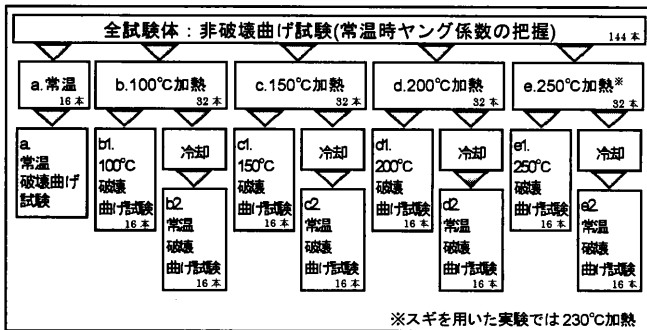 全試験体：非破壊曲げ試験(常温時ヤング係数の把握) 144本
a.常温
16本
b.100℃加熱
32本
c.150℃加熱
32本
d.200℃加熱
32本
e.250℃加熱※
32本
a.
常温
破壊曲げ
試験
b1.
100℃
破壊
曲げ試験
16本
冷却
b2.
常温
破壊
曲げ試験
16本
c1.
150℃
破壊
曲げ試験
16本
冷却
c2.
常温
破壊
曲げ試験
16本
d1.
200℃
破壊
曲げ試験
16本
冷却
d2.
常温
破壊
曲げ試験
16本
e1.
250℃
破壊
曲げ試験
16本
冷却
e2.
常温
破壊
曲げ試験
16本
※スギを用いた実験では230℃加熱